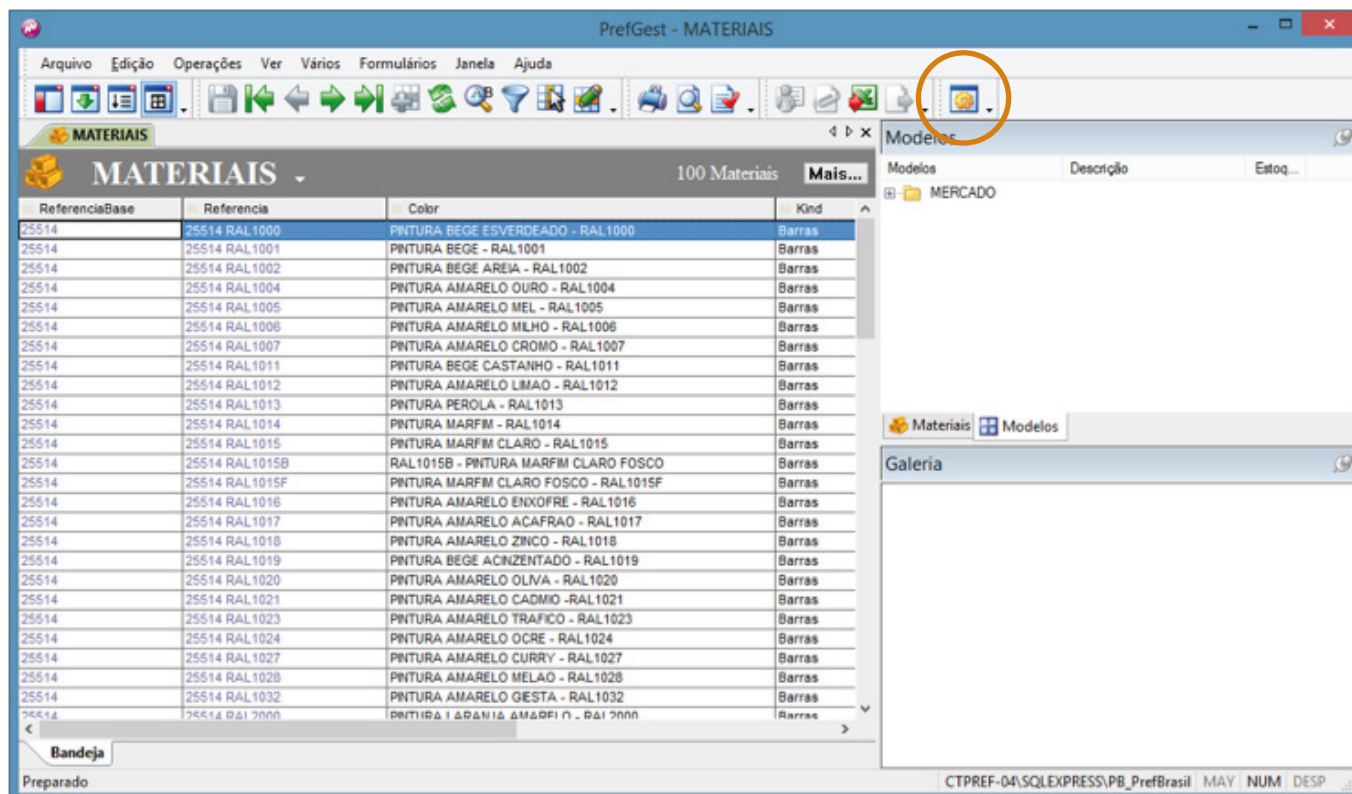 PrefGest - MATERIAIS
Arquivo Edição Operações Ver Vários Formulários Janela Ajuda
MATERIAIS
MATERIAIS 100 Materiais Mais...
ReferenciaBase Referencia Color Kind
25514 25514 RAL1000 PINTURA BEGE ESVERDEADO - RAL1000 Barras
25514 25514 RAL1001 PINTURA BEGE - RAL1001 Barras
25514 25514 RAL1002 PINTURA BEGE AREIA - RAL1002 Barras
25514 25514 RAL1004 PINTURA AMARELO OURO - RAL1004 Barras
25514 25514 RAL1005 PINTURA AMARELO MEL - RAL1005 Barras
25514 25514 RAL1006 PINTURA AMARELO MILHO - RAL1006 Barras
25514 25514 RAL1007 PINTURA AMARELO CROMO - RAL1007 Barras
25514 25514 RAL1011 PINTURA BEGE CASTANHO - RAL1011 Barras
25514 25514 RAL1012 PINTURA AMARELO LIMAO - RAL1012 Barras
25514 25514 RAL1013 PINTURA PEROLA - RAL1013 Barras
25514 25514 RAL1014 PINTURA MARFIM - RAL1014 Barras
25514 25514 RAL1015 PINTURA MARFIM CLARO - RAL1015 Barras
25514 25514 RAL1015B RAL1015B - PINTURA MARFIM CLARO FOSCO Barras
25514 25514 RAL1015F PINTURA MARFIM CLARO FOSCO - RAL1015F Barras
25514 25514 RAL1016 PINTURA AMARELO ENXOFRE - RAL1016 Barras
25514 25514 RAL1017 PINTURA AMARELO ACAFRAO - RAL1017 Barras
25514 25514 RAL1018 PINTURA AMARELO ZINCO - RAL1018 Barras
25514 25514 RAL1019 PINTURA BEGE ACINZENTADO - RAL1019 Barras
25514 25514 RAL1020 PINTURA AMARELO OLIVA - RAL1020 Barras
25514 25514 RAL1021 PINTURA AMARELO CADMIO -RAL1021 Barras
25514 25514 RAL1023 PINTURA AMARELO TRAFICO - RAL1023 Barras
25514 25514 RAL1024 PINTURA AMARELO OCRE - RAL1024 Barras
25514 25514 RAL1027 PINTURA AMARELO CURRY - RAL1027 Barras
25514 25514 RAL1028 PINTURA AMARELO MELAO - RAL1028 Barras
25514 25514 RAL1032 PINTURA AMARELO GIESTA - RAL1032 Barras
25514 25514 RAL2000 PINTURA LARANJA AMARELO - RAL2000 Barras
Bandeja
Preparado
Modelos
Modelos Descrição Estoq...
MERCADO
Materiais Modelos
Galeria
CTPREF-04\SQLEXPRESS\PB_PrefBrasil MAY NUM DESP